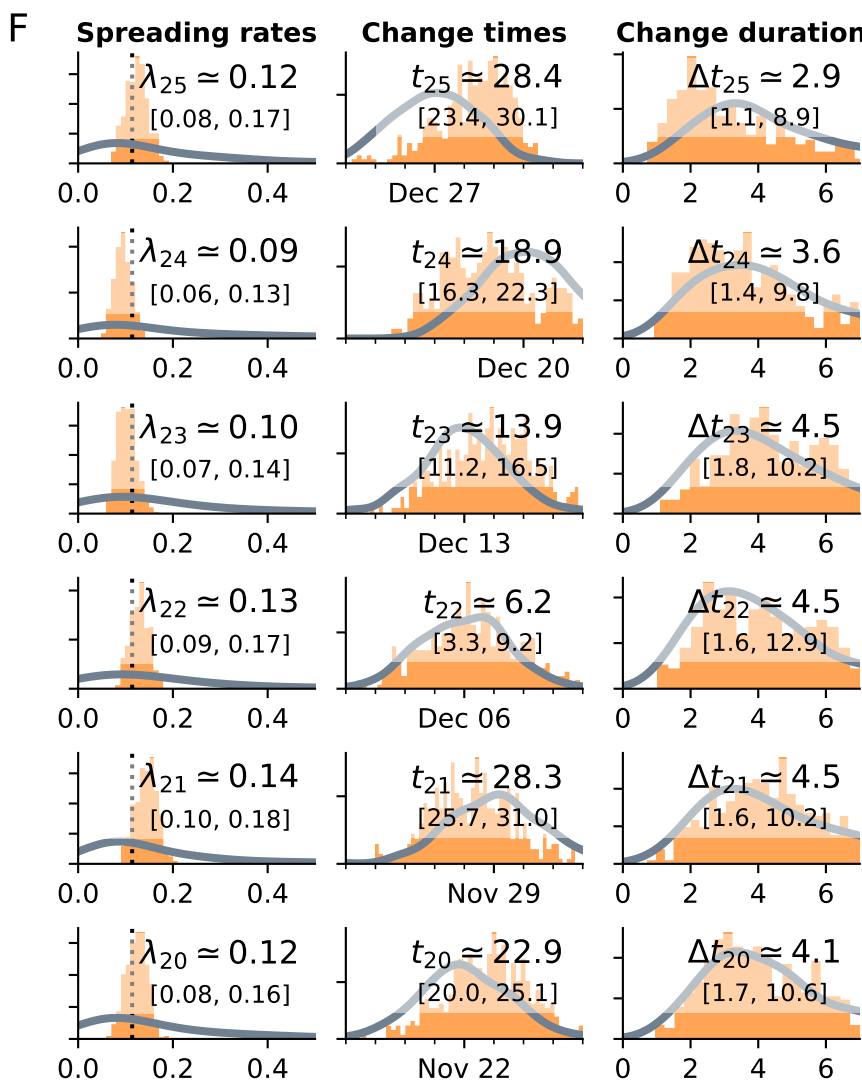 F
Spreading rates Change times Change duration
λ25 ≃ 0.12 t25 ≃ 28.4 Δt25 ≃ 2.9
[0.08, 0.17] [23.4, 30.1] [1.1, 8.9]
0.0 0.2 0.4 Dec 27 0 2 4 6
λ24 ≃ 0.09 t24 ≃ 18.9 Δt24 ≃ 3.6
[0.06, 0.13] [16.3, 22.3] [1.4, 9.8]
0.0 0.2 0.4 Dec 20 0 2 4 6
λ23 ≃ 0.10 t23 ≃ 13.9 Δt23 ≃ 4.5
[0.07, 0.14] [11.2, 16.5] [1.8, 10.2]
0.0 0.2 0.4 Dec 13 0 2 4 6
λ22 ≃ 0.13 t22 ≃ 6.2 Δt22 ≃ 4.5
[0.09, 0.17] [3.3, 9.2] [1.6, 12.9]
0.0 0.2 0.4 Dec 06 0 2 4 6
λ21 ≃ 0.14 t21 ≃ 28.3 Δt21 ≃ 4.5
[0.10, 0.18] [25.7, 31.0] [1.6, 10.2]
0.0 0.2 0.4 Nov 29 0 2 4 6
λ20 ≃ 0.12 t20 ≃ 22.9 Δt20 ≃ 4.1
[0.08, 0.16] [20.0, 25.1] [1.7, 10.6]
0.0 0.2 0.4 Nov 22 0 2 4 6